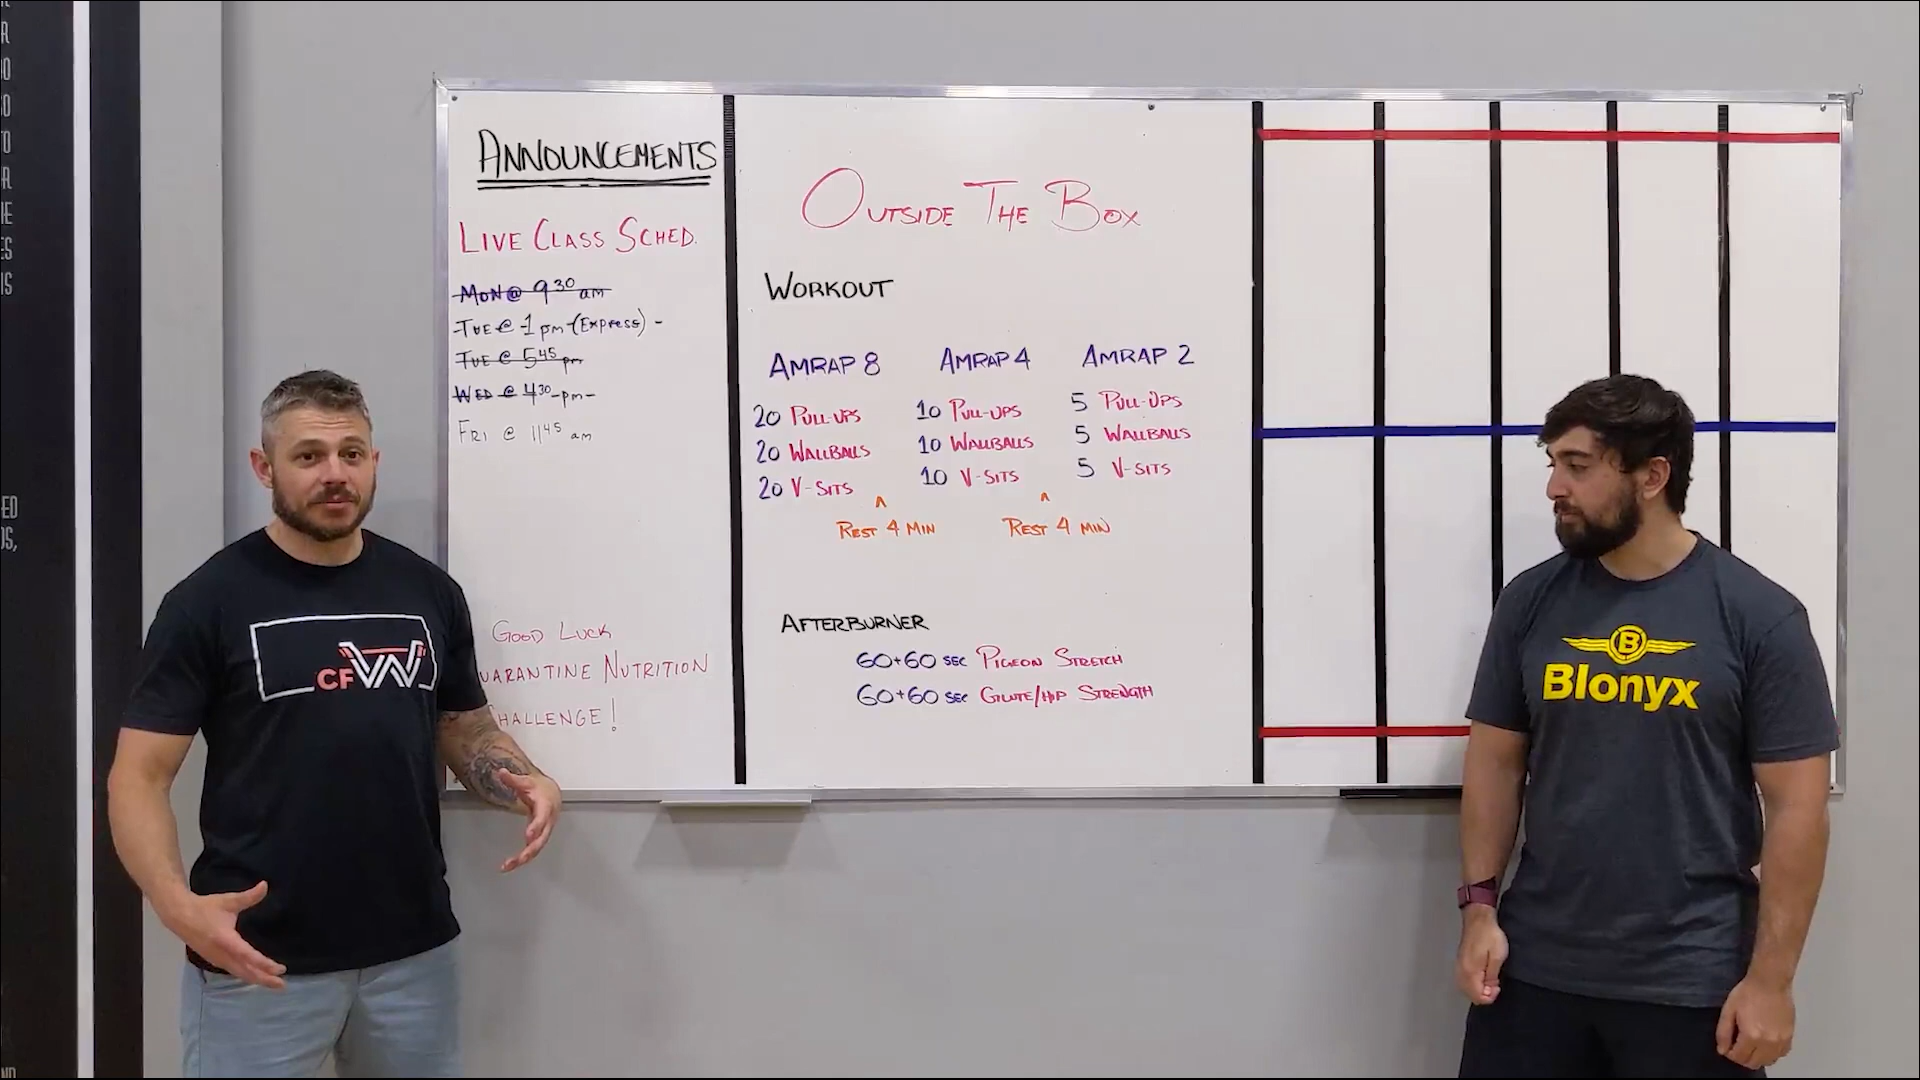 ANNOUNCEMENTS
LIVE CLASS SCHED.
MON @ 9 30 am
TUE @ 1 pm (EXPRESS)
TUE @ 5 45 pm
WED @ 4 30 pm
FRI @ 11 45 am
GOOD LUCK
UARANTINE NUTRITION
CHALLENGE!
OUTSIDE THE BOX
WORKOUT
AMRAP 8
20 PULL-UPS
20 WALLBALLS
20 V-SITS
AMRAP 4
10 PULL-UPS
10 WALLBALLS
10 V-SITS
AMRAP 2
5 PULL-UPS
5 WALLBALLS
5 V-SITS
REST 4 MIN
REST 4 MIN
AFTERBURNER
60+60 SEC PIGEON STRETCH
60+60 SEC GLUTE/HIP STRENGTH
CFW
B
Blonyx